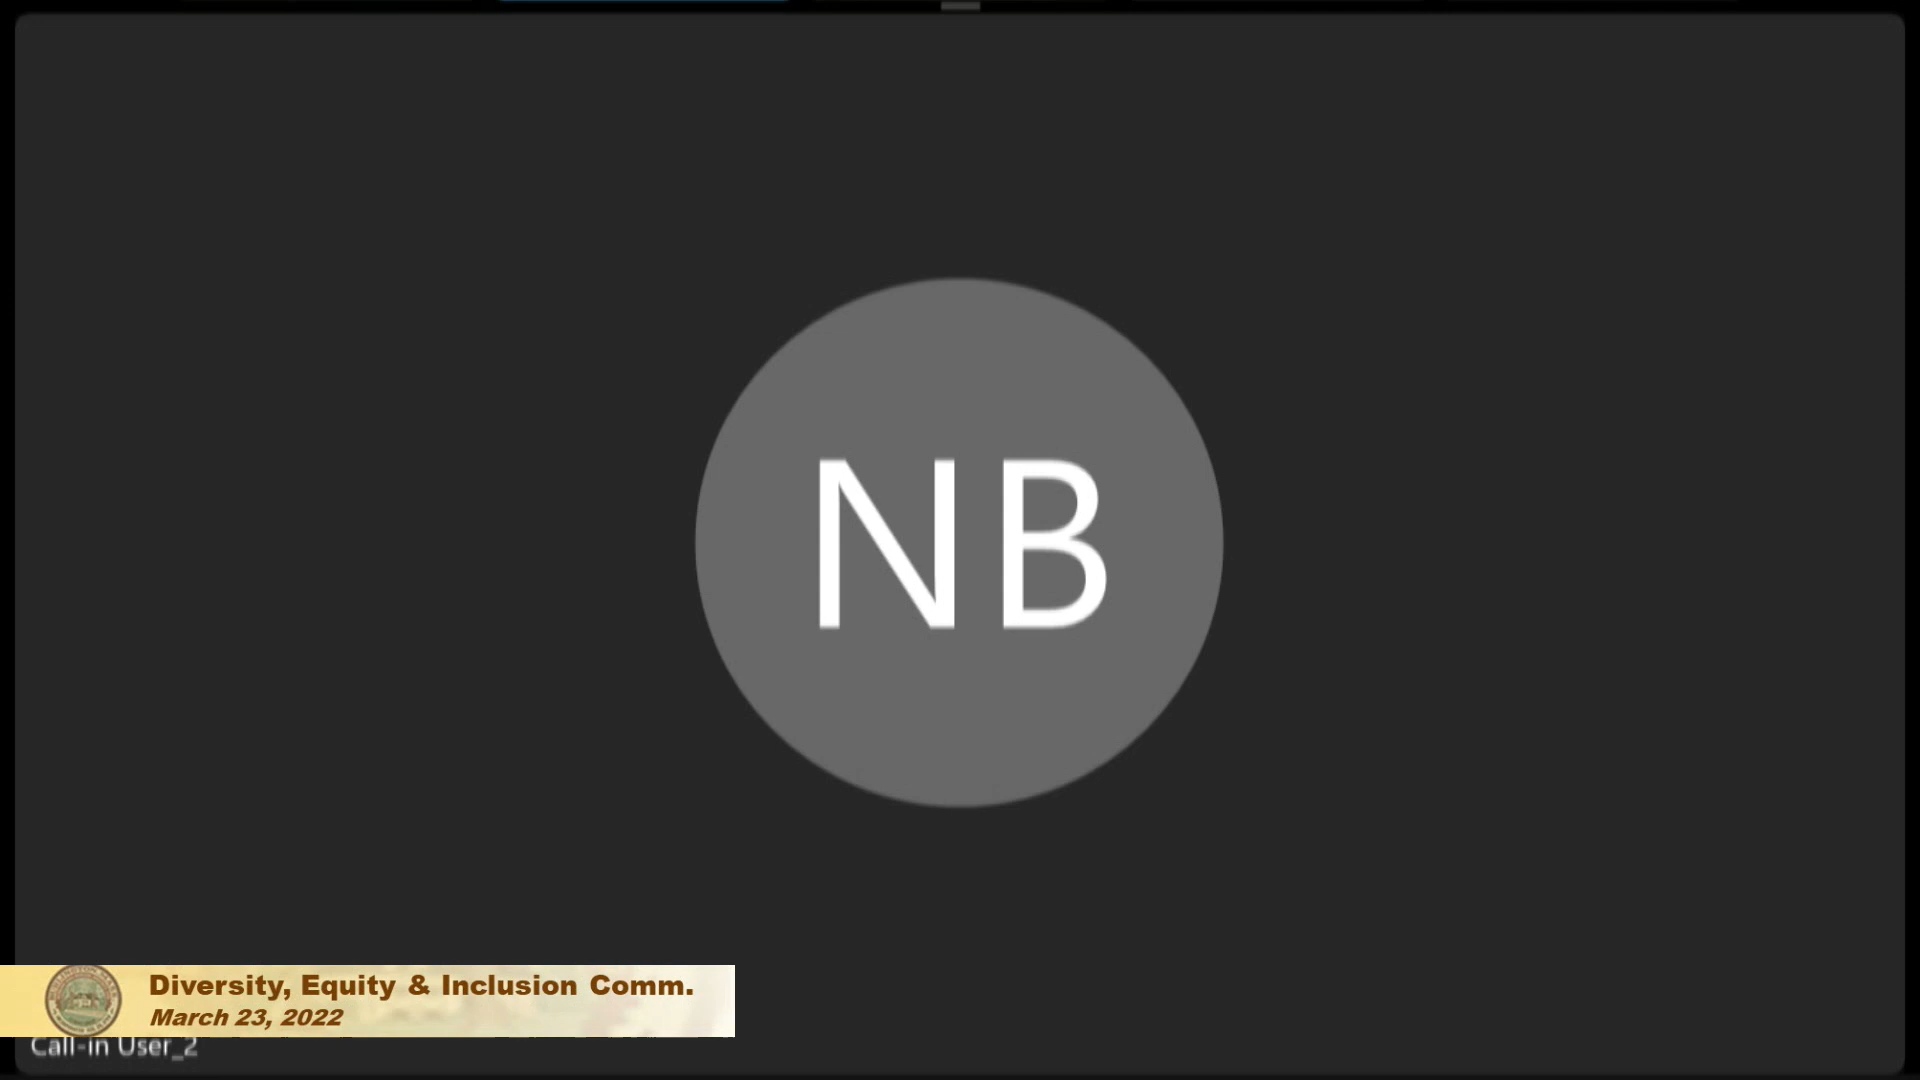 NB
Diversity, Equity & Inclusion Comm.
March 23, 2022
Call-in User_2